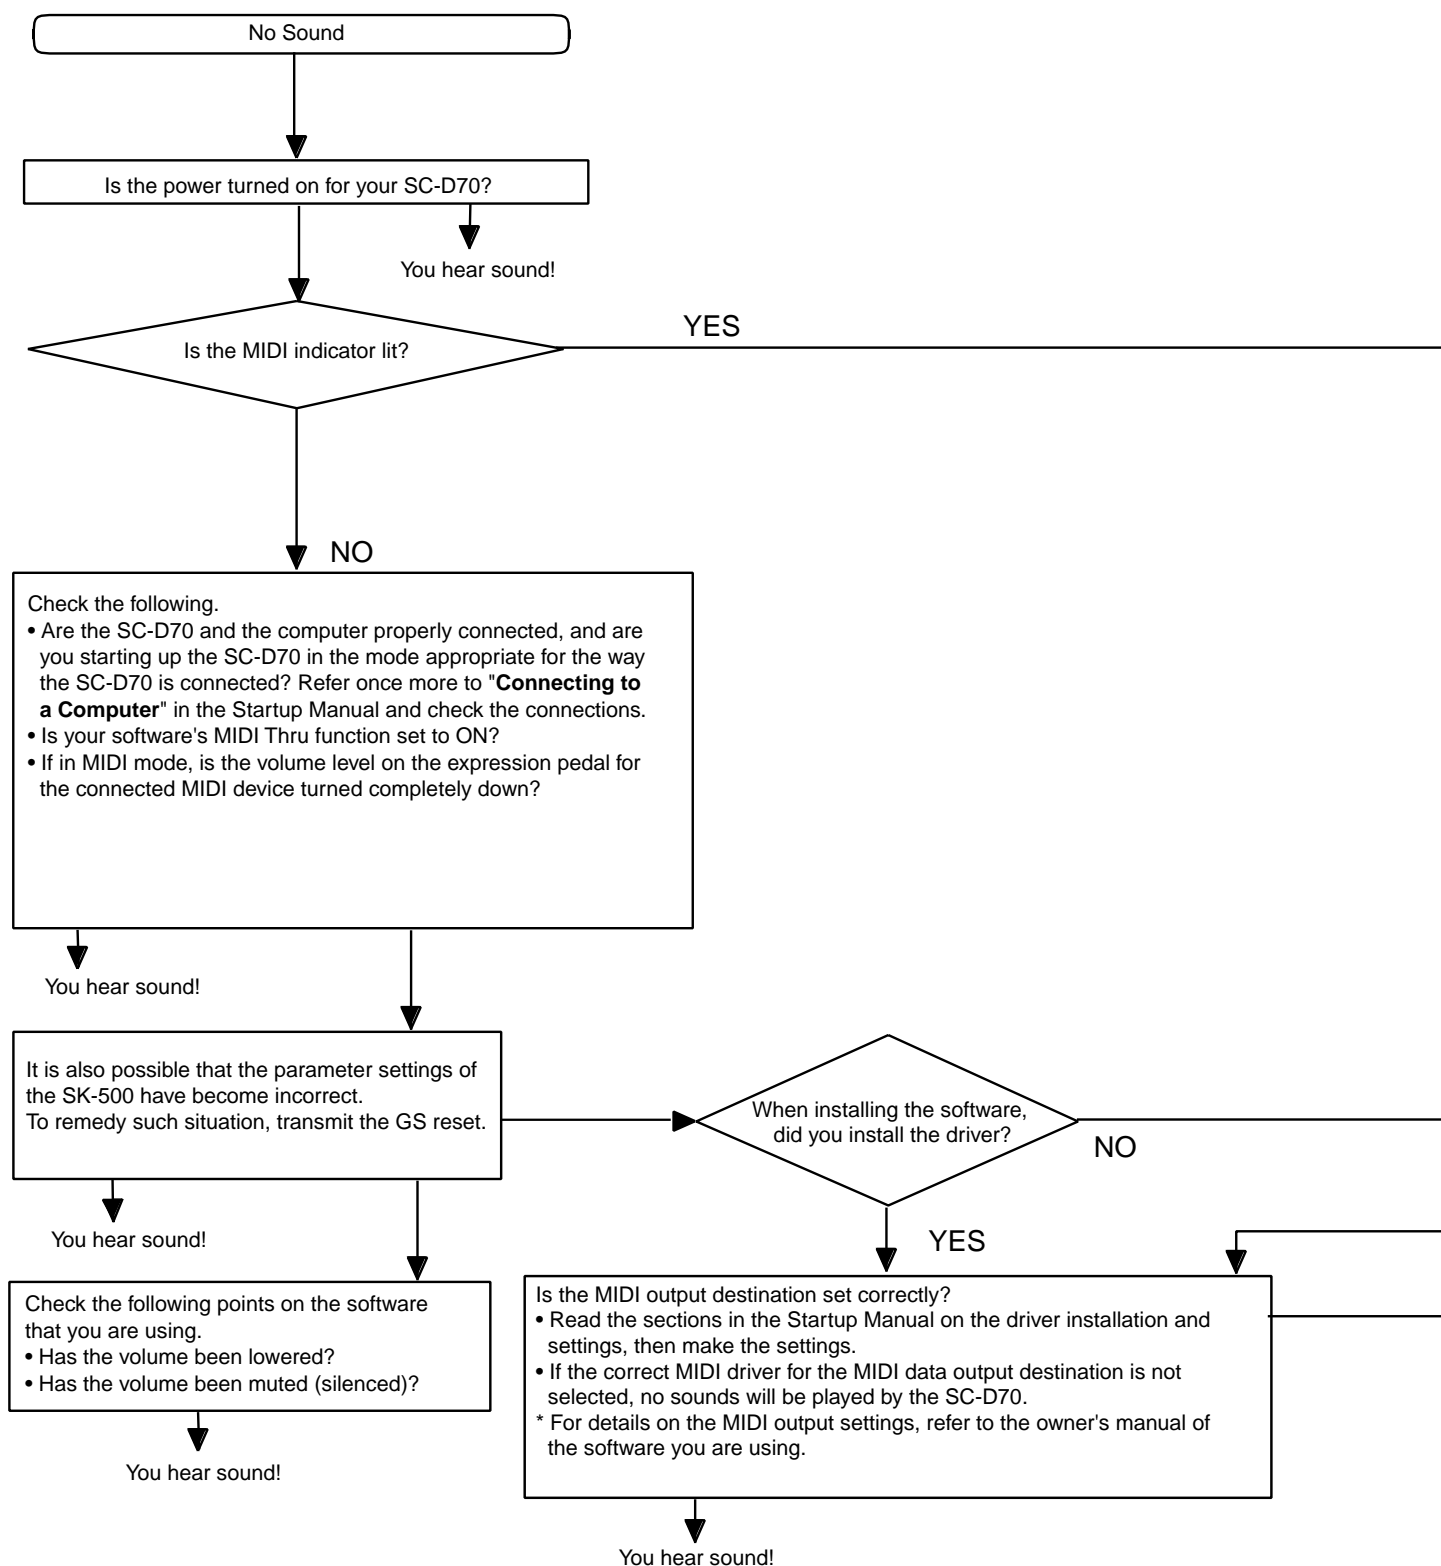 No Sound
Is the power turned on for your SC-D70?
You hear sound!
YES
Is the MIDI indicator lit?
NO
Check the following.
• Are the SC-D70 and the computer properly connected, and are
you starting up the SC-D70 in the mode appropriate for the way
the SC-D70 is connected? Refer once more to "Connecting to
a Computer" in the Startup Manual and check the connections.
• Is your software's MIDI Thru function set to ON?
• If in MIDI mode, is the volume level on the expression pedal for
the connected MIDI device turned completely down?
You hear sound!
It is also possible that the parameter settings of
the SK-500 have become incorrect.
To remedy such situation, transmit the GS reset.
You hear sound!
Check the following points on the software
that you are using.
• Has the volume been lowered?
• Has the volume been muted (silenced)?
You hear sound!
When installing the software,
did you install the driver?
NO
YES
Is the MIDI output destination set correctly?
• Read the sections in the Startup Manual on the driver installation and
settings, then make the settings.
• If the correct MIDI driver for the MIDI data output destination is not
selected, no sounds will be played by the SC-D70.
* For details on the MIDI output settings, refer to the owner's manual of
the software you are using.
You hear sound!